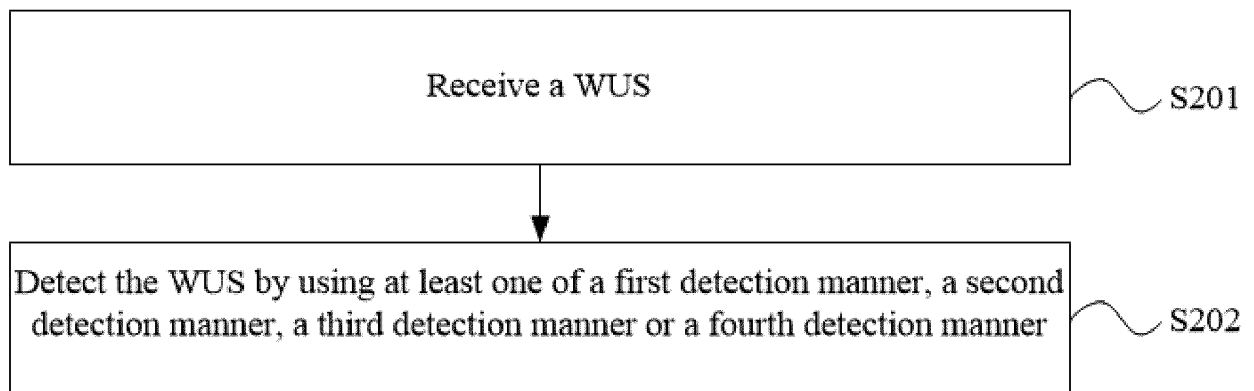 Receive a WUS
S201
Detect the WUS by using at least one of a first detection manner, a second
detection manner, a third detection manner or a fourth detection manner
S202